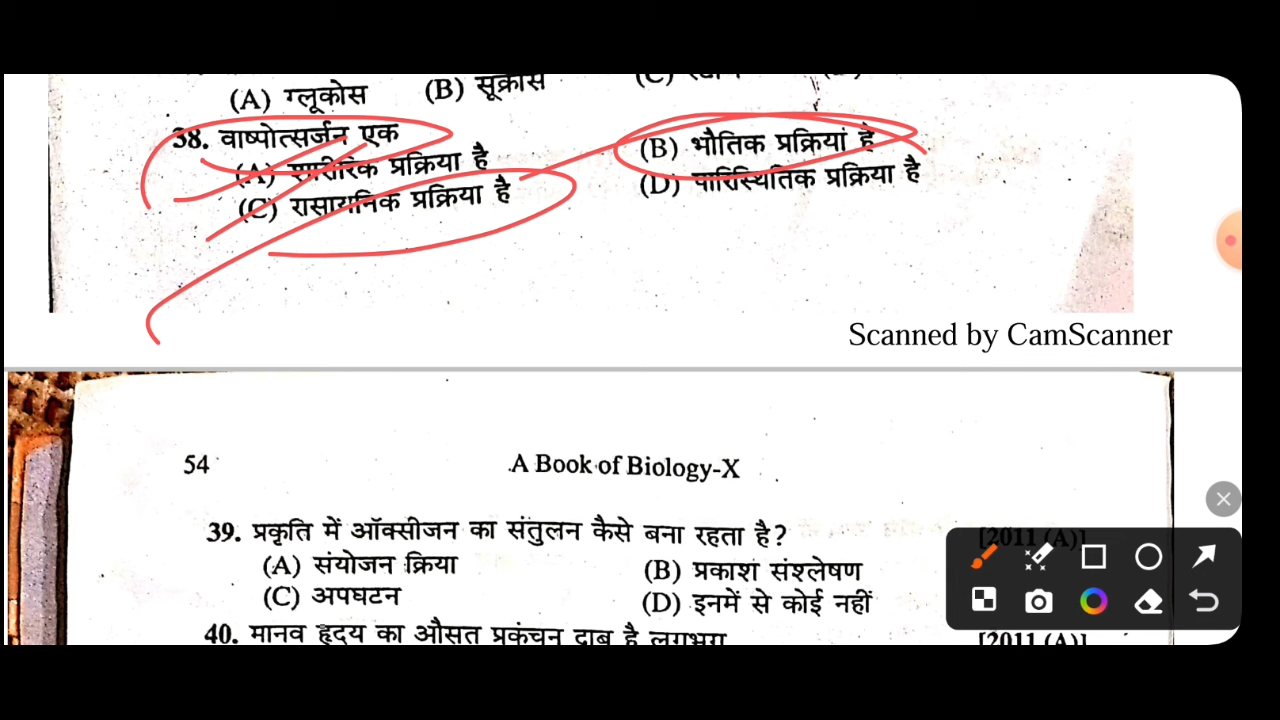 (A) ग्लूकोस (B) सूक्रोस (C)
38. वाष्पोत्सर्जन एक
(A) शारीरिक प्रक्रिया है (B) भौतिक प्रक्रिया है
(C) रासायनिक प्रक्रिया है (D) पारिस्थितिक प्रक्रिया है
Scanned by CamScanner
54 A Book of Biology-X
39. प्रकृति में ऑक्सीजन का संतुलन कैसे बना रहता है? [2011 (A)]
(A) संयोजन क्रिया (B) प्रकाश संश्लेषण
(C) अपघटन (D) इनमें से कोई नहीं
40. मानव हृदय का औसत प्रकुंचन दाब है लगभग [2011 (A)]